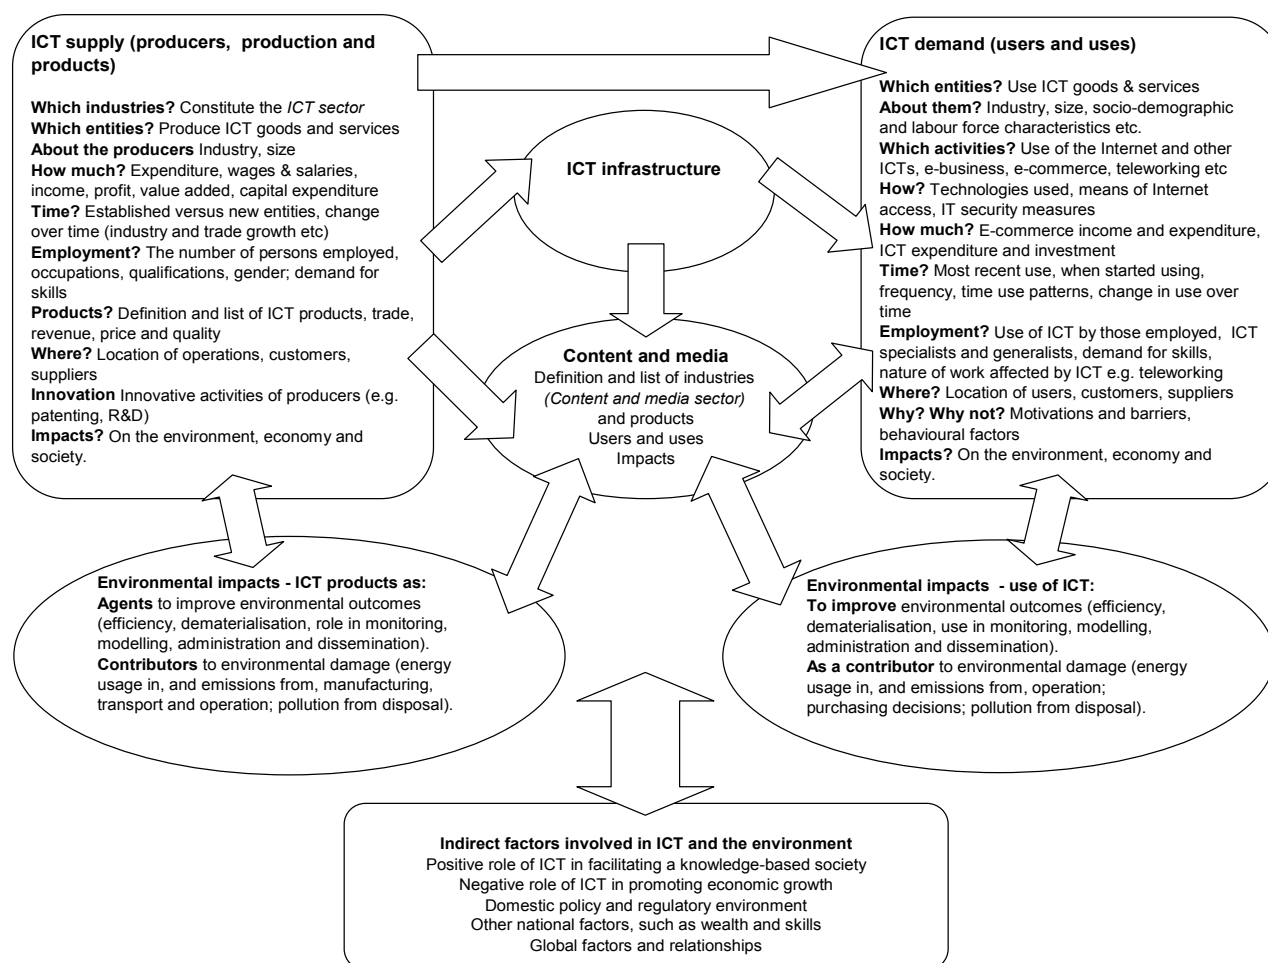 ICT supply (producers, production and
products)
Which industries? Constitute the ICT sector
Which entities? Produce ICT goods and services
About the producers Industry, size
How much? Expenditure, wages & salaries,
income, profit, value added, capital expenditure
Time? Established versus new entities, change
over time (industry and trade growth etc)
Employment? The number of persons employed,
occupations, qualifications, gender; demand for
skills
Products? Definition and list of ICT products, trade,
revenue, price and quality
Where? Location of operations, customers,
suppliers
Innovation Innovative activities of producers (e.g.
patenting, R&D)
Impacts? On the environment, economy and
society.
ICT infrastructure
Content and media
Definition and list of industries
(Content and media sector)
and products
Users and uses
Impacts
ICT demand (users and uses)
Which entities? Use ICT goods & services
About them? Industry, size, socio-demographic
and labour force characteristics etc.
Which activities? Use of the Internet and other
ICTs, e-business, e-commerce, teleworking etc
How? Technologies used, means of Internet
access, IT security measures
How much? E-commerce income and expenditure,
ICT expenditure and investment
Time? Most recent use, when started using,
frequency, time use patterns, change in use over
time
Employment? Use of ICT by those employed, ICT
specialists and generalists, demand for skills,
nature of work affected by ICT e.g. teleworking
Where? Location of users, customers, suppliers
Why? Why not? Motivations and barriers,
behavioural factors
Impacts? On the environment, economy and
society.
Environmental impacts - ICT products as:
Agents to improve environmental outcomes
(efficiency, dematerialisation, role in monitoring,
modelling, administration and dissemination).
Contributors to environmental damage (energy
usage in, and emissions from, manufacturing,
transport and operation; pollution from disposal).
Environmental impacts - use of ICT:
To improve environmental outcomes (efficiency,
dematerialisation, use in monitoring, modelling,
administration and dissemination).
As a contributor to environmental damage (energy
usage in, and emissions from, operation;
purchasing decisions; pollution from disposal).
Indirect factors involved in ICT and the environment
Positive role of ICT in facilitating a knowledge-based society
Negative role of ICT in promoting economic growth
Domestic policy and regulatory environment
Other national factors, such as wealth and skills
Global factors and relationships